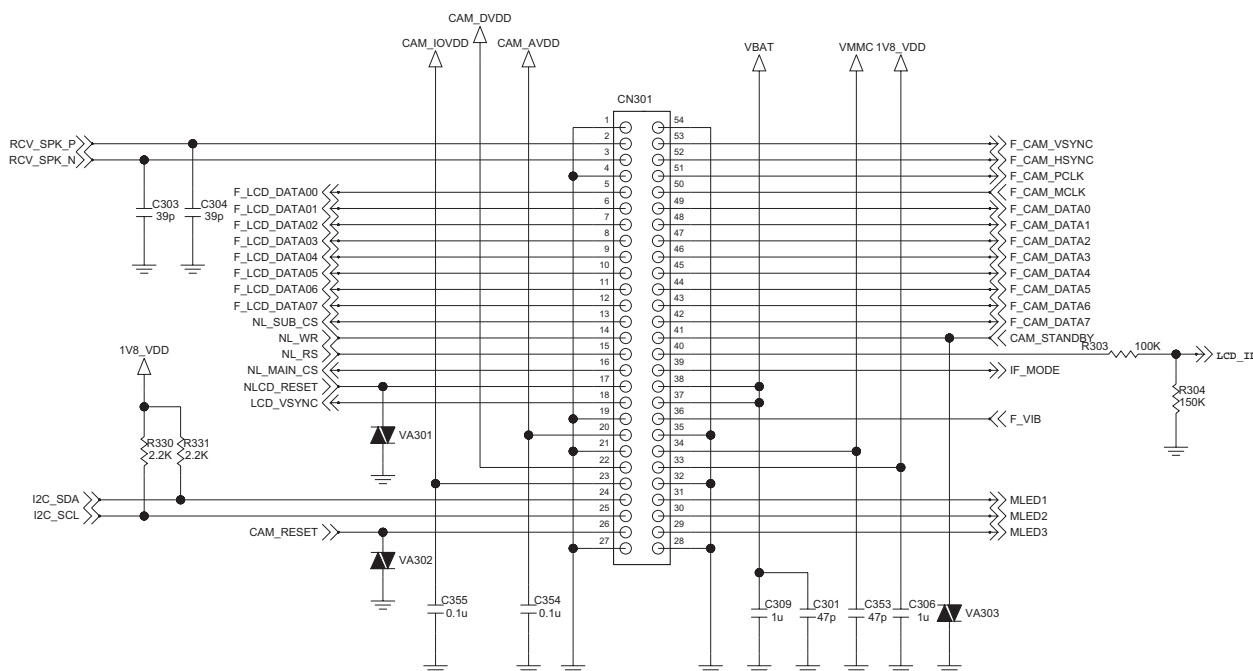 CAM_DVDD
CAM_IOVDD
CAM_AVDD
VBAT
VMMC
1V8_VDD
CN301
1
54
2
53
3
52
4
51
5
50
6
49
7
48
8
47
9
46
10
45
11
44
12
43
13
42
14
41
15
40
16
39
17
38
18
37
19
36
20
35
21
34
22
33
23
32
24
31
25
30
26
29
27
28
RCV_SPK_P
RCV_SPK_N
C303
39p
C304
39p
F_LCD_DATA00
F_LCD_DATA01
F_LCD_DATA02
F_LCD_DATA03
F_LCD_DATA04
F_LCD_DATA05
F_LCD_DATA06
F_LCD_DATA07
NL_SUB_CS
NL_WR
NL_RS
NL_MAIN_CS
NLCD_RESET
LCD_VSYNC
1V8_VDD
R330
2.2K
R331
2.2K
VA301
I2C_SDA
I2C_SCL
CAM_RESET
VA302
C355
0.1u
C354
0.1u
F_CAM_VSYNC
F_CAM_HSYNC
F_CAM_PCLK
F_CAM_MCLK
F_CAM_DATA0
F_CAM_DATA1
F_CAM_DATA2
F_CAM_DATA3
F_CAM_DATA4
F_CAM_DATA5
F_CAM_DATA6
F_CAM_DATA7
CAM_STANDBY
R303
100K
IF_MODE
R304
150K
F_VIB
MLED1
MLED2
MLED3
C309
1u
C301
47p
C353
47p
C306
1u
VA303